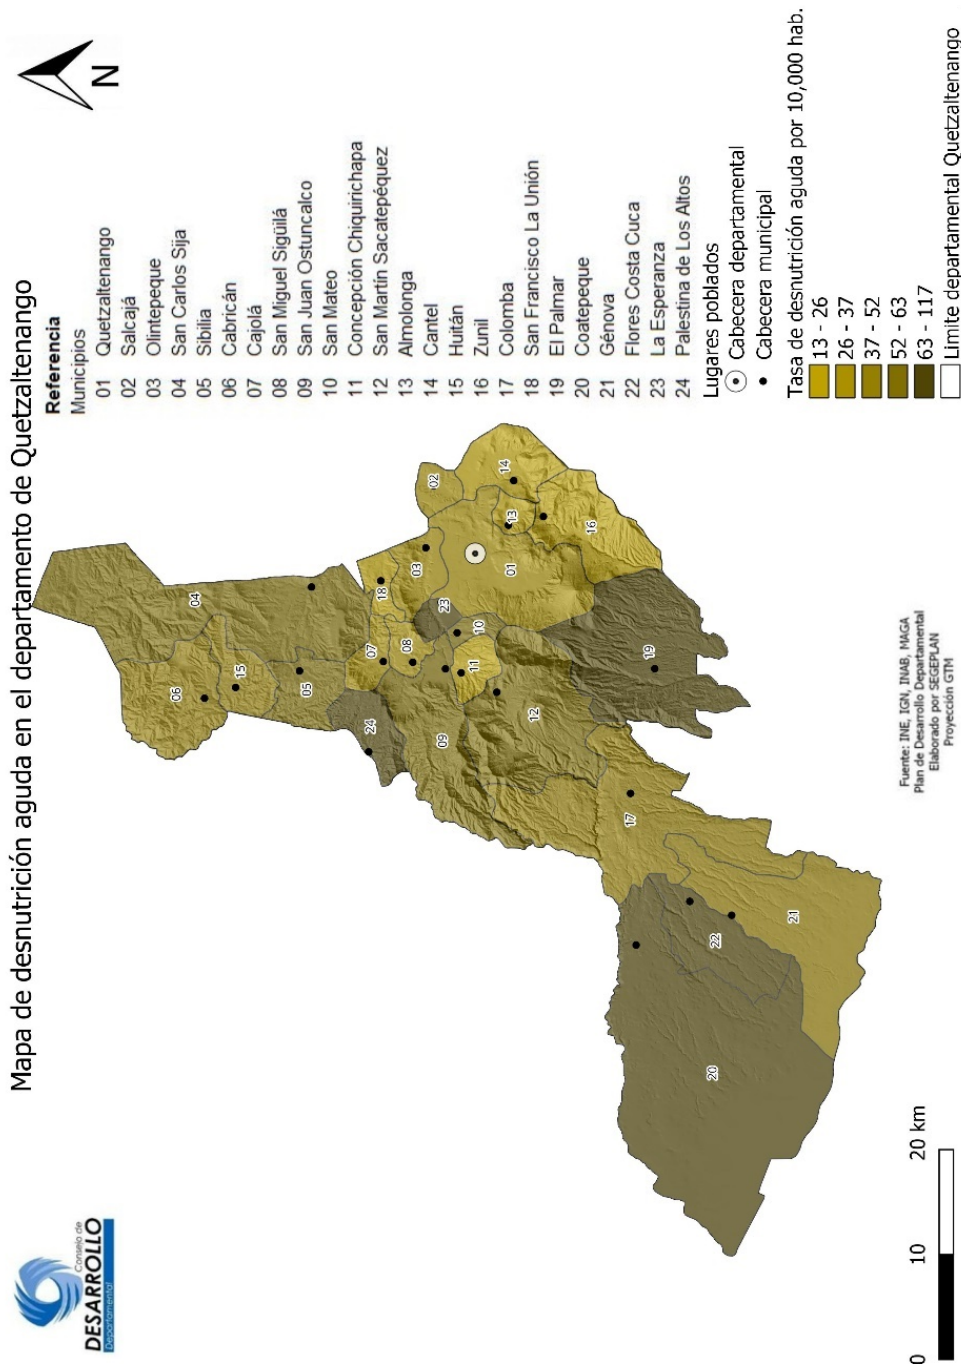 Mapa de desnutrición aguda en el departamento de Quetzaltenango
Consejo de
DESARROLLO
Departamental
N
Referencia
Municipios
01 Quetzaltenango
02 Salcajá
03 Olintepeque
04 San Carlos Sija
05 Sibilia
06 Cabricán
07 Cajolá
08 San Miguel Sigüilá
09 San Juan Ostuncalco
10 San Mateo
11 Concepción Chiquirichapa
12 San Martín Sacatepéquez
13 Almolonga
14 Cantel
15 Huitán
16 Zunil
17 Colomba
18 San Francisco La Unión
19 El Palmar
20 Coatepeque
21 Génova
22 Flores Costa Cuca
23 La Esperanza
24 Palestina de Los Altos
Lugares poblados
Cabecera departamental
Cabecera municipal
Tasa de desnutrición aguda por 10,000 hab.
13 - 26
26 - 37
37 - 52
52 - 63
63 - 117
Limite departamental Quetzaltenango
04
06
15
05
24
07
18
08
03
23
02
09
10
11
01
13
14
16
12
19
17
22
21
20
Fuente: INE, IGN, INAB, MAGA
Plan de Desarrollo Departamental
Elaborado por SEGEPLAN
Proyección GTM
0 10 20 km